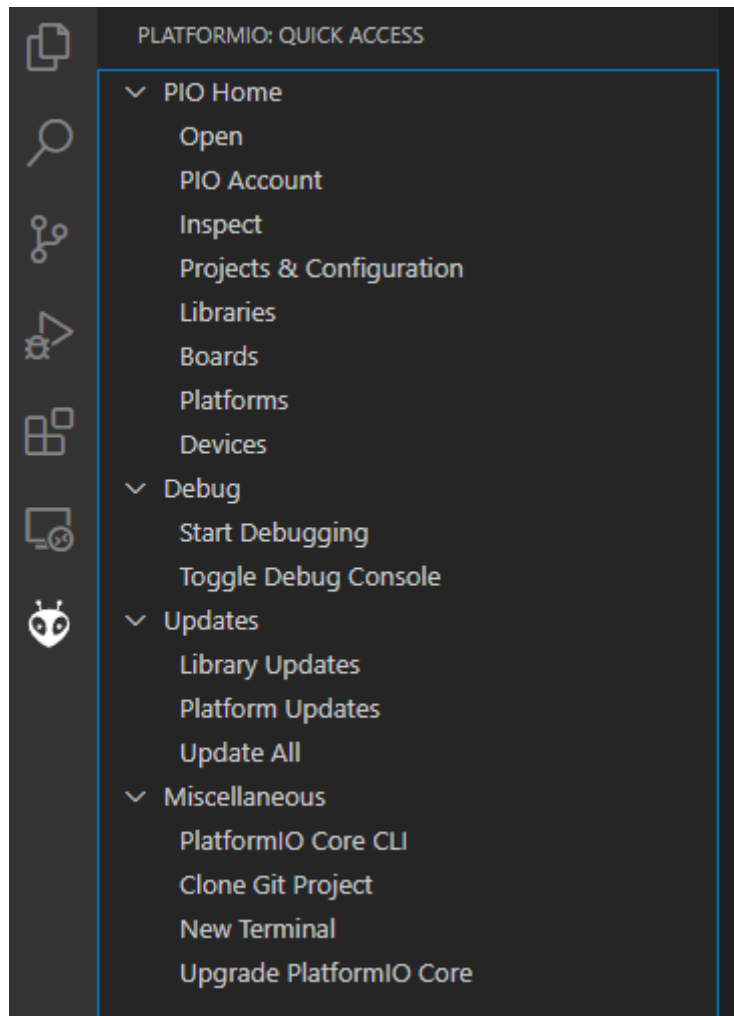 PLATFORMIO: QUICK ACCESS
PIO Home
Open
PIO Account
Inspect
Projects & Configuration
Libraries
Boards
Platforms
Devices
Debug
Start Debugging
Toggle Debug Console
Updates
Library Updates
Platform Updates
Update All
Miscellaneous
PlatformIO Core CLI
Clone Git Project
New Terminal
Upgrade PlatformIO Core